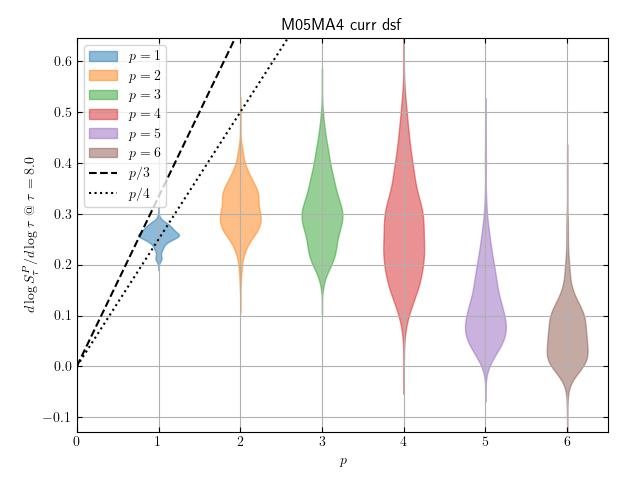 M05MA4 curr dsf
p = 1
p = 2
p = 3
p = 4
p = 5
p = 6
p/3
p/4
d log S_τ^P / d log τ @ τ = 8.0
0.6
0.5
0.4
0.3
0.2
0.1
0.0
−0.1
0 1 2 3 4 5 6
p